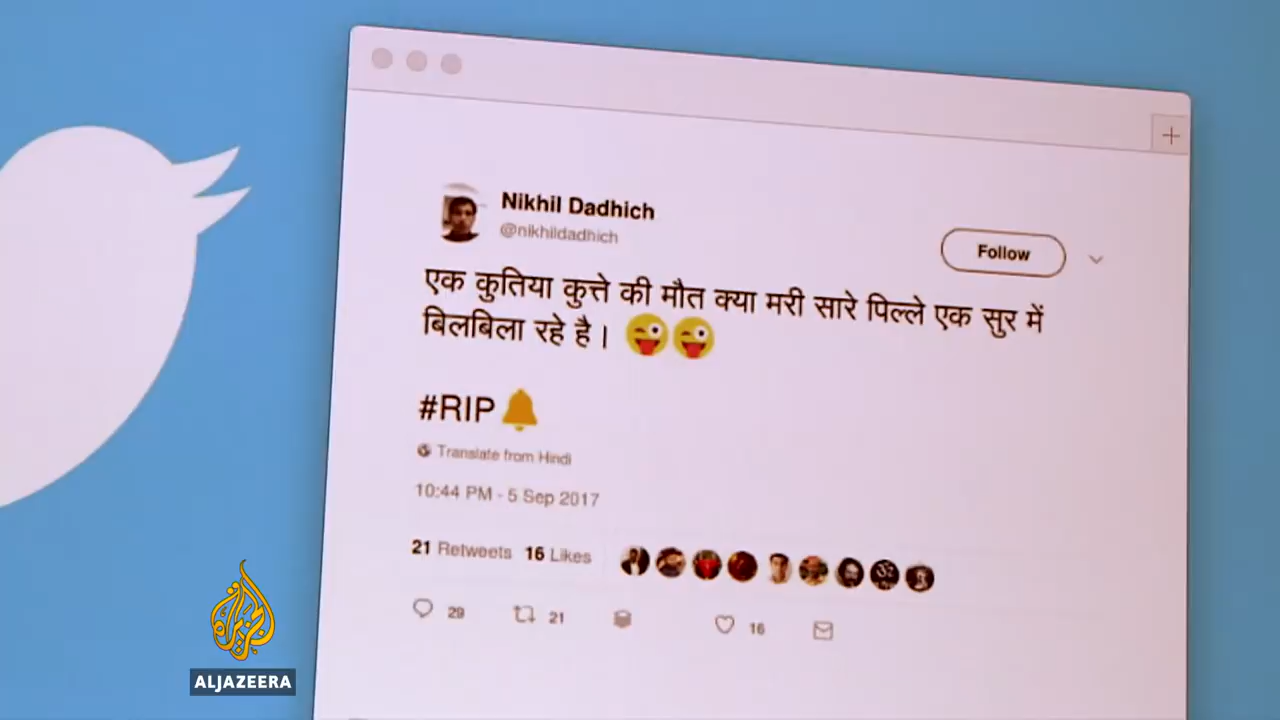 Nikhil Dadhich
@nikhildadhich
Follow
एक कुतिया कुत्ते की मौत क्या मरी सारे पिल्ले एक सुर में
बिलबिला रहे है।
#RIP
Translate from Hindi
10:44 PM - 5 Sep 2017
21 Retweets 16 Likes
29 21 16
ALJAZEERA